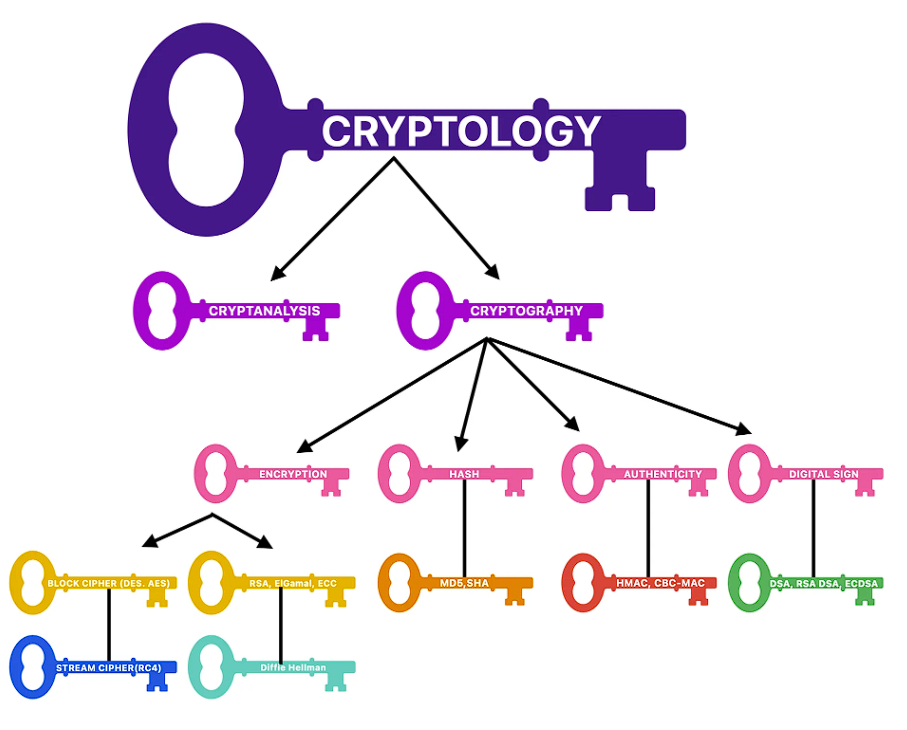 CRYPTOLOGY
CRYPTANALYSIS
CRYPTOGRAPHY
ENCRYPTION
HASH
AUTHENTICITY
DIGITAL SIGN
BLOCK CIPHER (DES. AES)
RSA, ElGamal, ECC
MD5,SHA
HMAC, CBC-MAC
DSA, RSA DSA, ECDSA
STREAM CIPHER(RC4)
Diffie Hellman